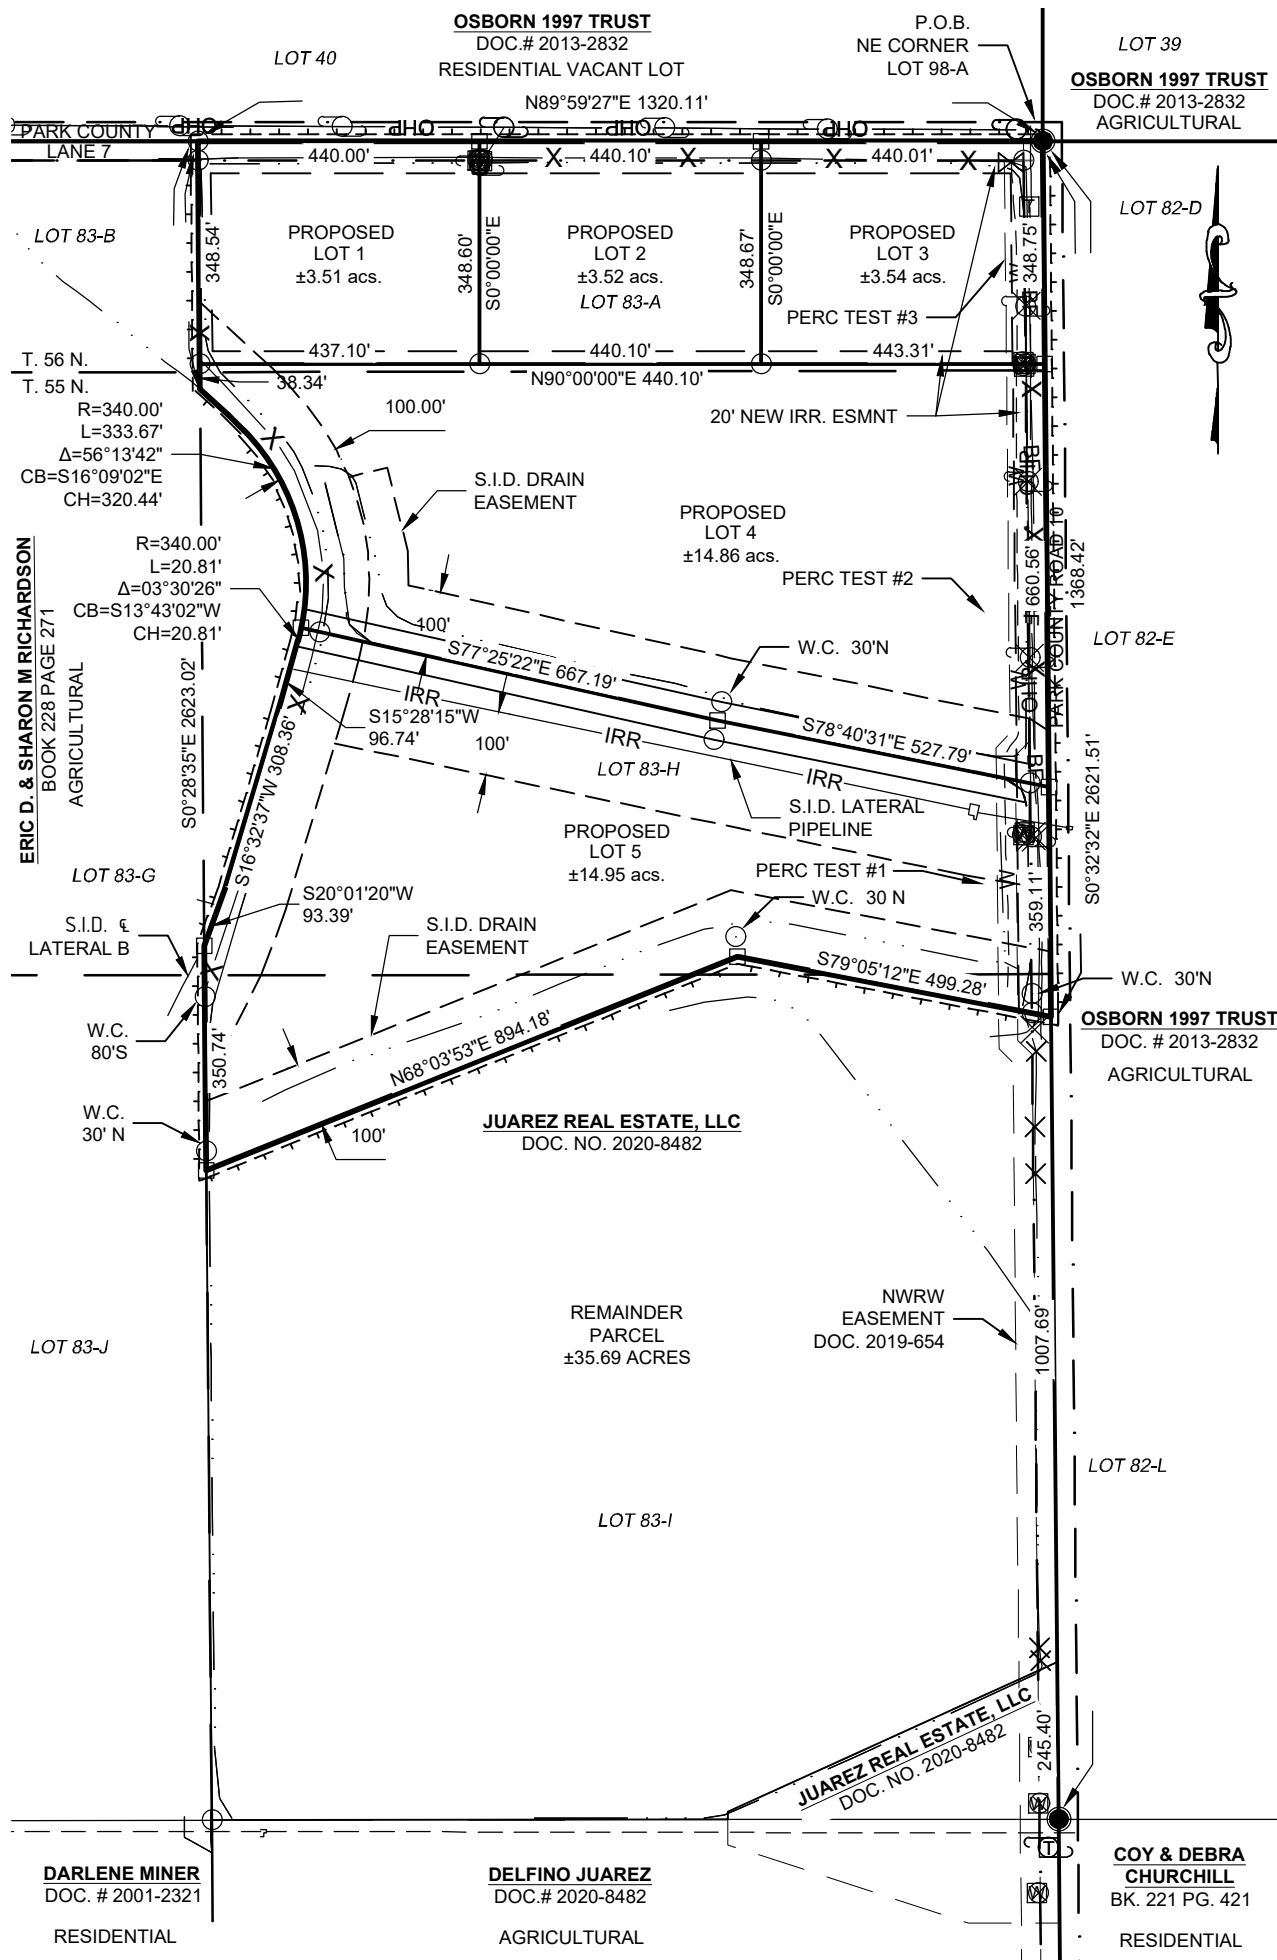 OSBORN 1997 TRUST
DOC.# 2013-2832
RESIDENTIAL VACANT LOT
LOT 40
P.O.B.
NE CORNER
LOT 98-A
LOT 39
OSBORN 1997 TRUST
DOC.# 2013-2832
AGRICULTURAL
N89°59'27"E 1320.11'
PARK COUNTY
LANE 7
OHP
OHP
OHP
OHP
440.00'
440.10'
440.01'
LOT 83-B
348.54'
PROPOSED
LOT 1
±3.51 acs.
348.60'
S0°00'00"E
PROPOSED
LOT 2
±3.52 acs.
LOT 83-A
348.67'
S0°00'00"E
PROPOSED
LOT 3
±3.54 acs.
PERC TEST #3
348.75'
LOT 82-D
T. 56 N.
T. 55 N.
437.10'
440.10'
443.31'
38.34'
N90°00'00"E 440.10'
100.00'
20' NEW IRR. ESMNT
R=340.00'
L=333.67'
Δ=56°13'42"
CB=S16°09'02"E
CH=320.44'
S.I.D. DRAIN
EASEMENT
PROPOSED
LOT 4
±14.86 acs.
PERC TEST #2
R=340.00'
L=20.81'
Δ=03°30'26"
CB=S13°43'02"W
CH=20.81'
ERIC D. & SHARON M RICHARDSON
BOOK 228 PAGE 271
AGRICULTURAL
S0°28'35"E 2623.02'
660.56'
PARK COUNTY ROAD 10
1368.42'
LOT 82-E
100'
S77°25'22"E 667.19'
W.C. 30'N
IRR
S15°28'15"W
96.74'
100'
IRR
S78°40'31"E 527.79'
LOT 83-H
IRR
S.I.D. LATERAL
PIPELINE
S0°32'32"E 2621.51'
S16°32'37"W 308.36'
PROPOSED
LOT 5
±14.95 acs.
PERC TEST #1
W.C. 30 N
359.11'
LOT 83-G
S20°01'20"W
93.39'
S.I.D. ℄
LATERAL B
S.I.D. DRAIN
EASEMENT
S79°05'12"E 499.28'
W.C. 30'N
W.C.
80'S
OSBORN 1997 TRUST
DOC. # 2013-2832
AGRICULTURAL
350.74'
N68°03'53"E 894.18'
W.C.
30' N
100'
JUAREZ REAL ESTATE, LLC
DOC. NO. 2020-8482
NWRW
EASEMENT
DOC. 2019-654
REMAINDER
PARCEL
±35.69 ACRES
1007.69'
LOT 83-J
LOT 82-L
LOT 83-I
JUAREZ REAL ESTATE, LLC
DOC. NO. 2020-8482
245.40'
DARLENE MINER
DOC. # 2001-2321
RESIDENTIAL
DELFINO JUAREZ
DOC.# 2020-8482
AGRICULTURAL
COY & DEBRA
CHURCHILL
BK. 221 PG. 421
RESIDENTIAL